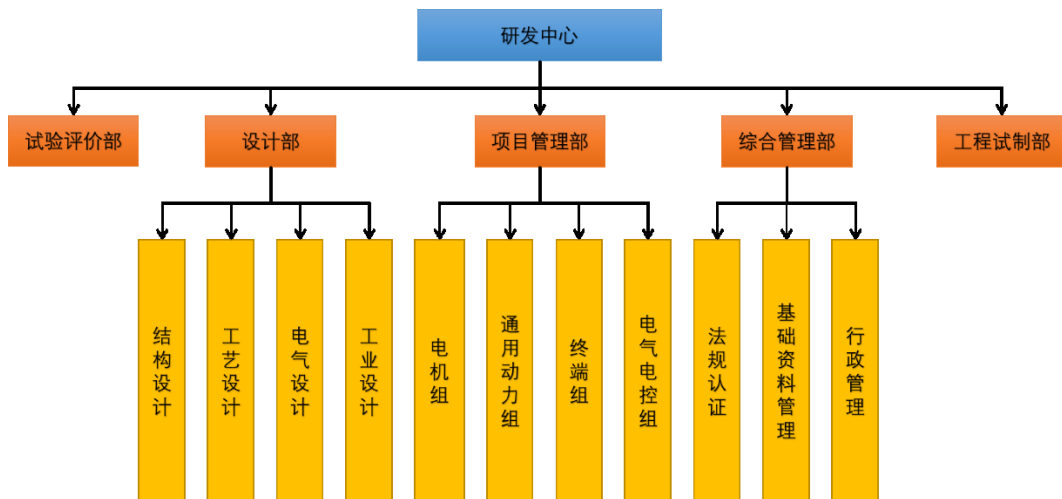 研发中心
试验评价部
设计部
项目管理部
综合管理部
工程试制部
结构设计
工艺设计
电气设计
工业设计
电机组
通用动力组
终端组
电气电控组
法规认证
基础资料管理
行政管理